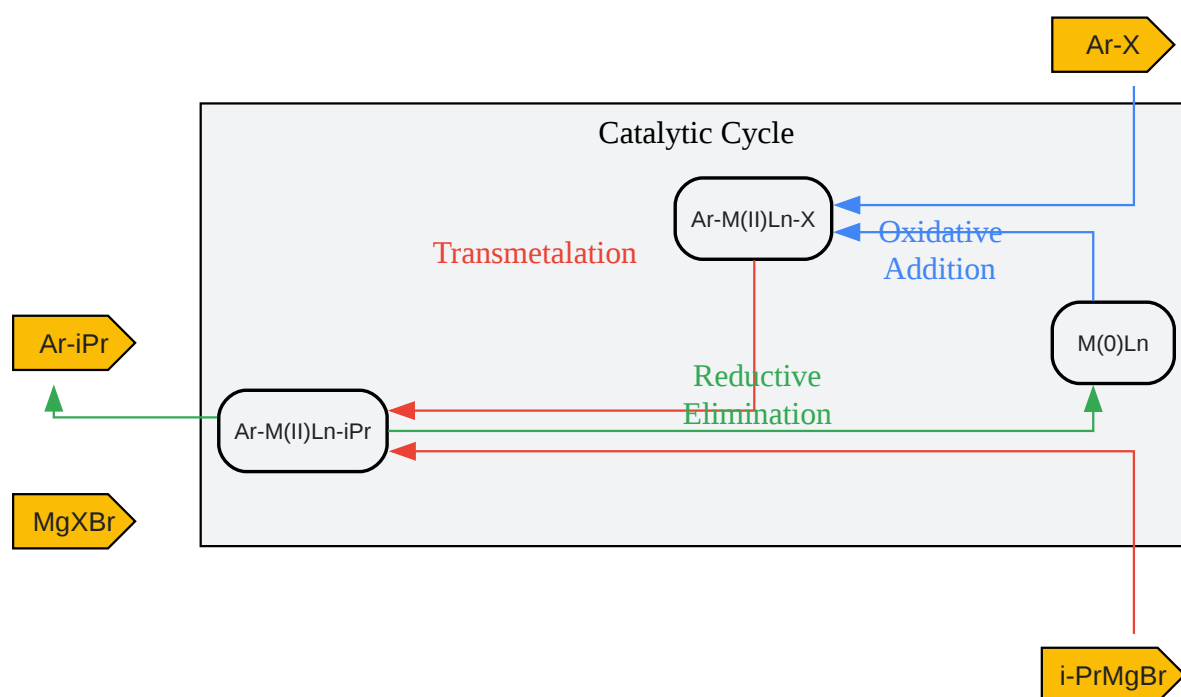 Ar-X
Catalytic Cycle
Ar-M(II)Ln-X
Oxidative
Addition
Transmetalation
Ar-iPr
M(0)Ln
Reductive
Elimination
Ar-M(II)Ln-iPr
MgXBr
i-PrMgBr